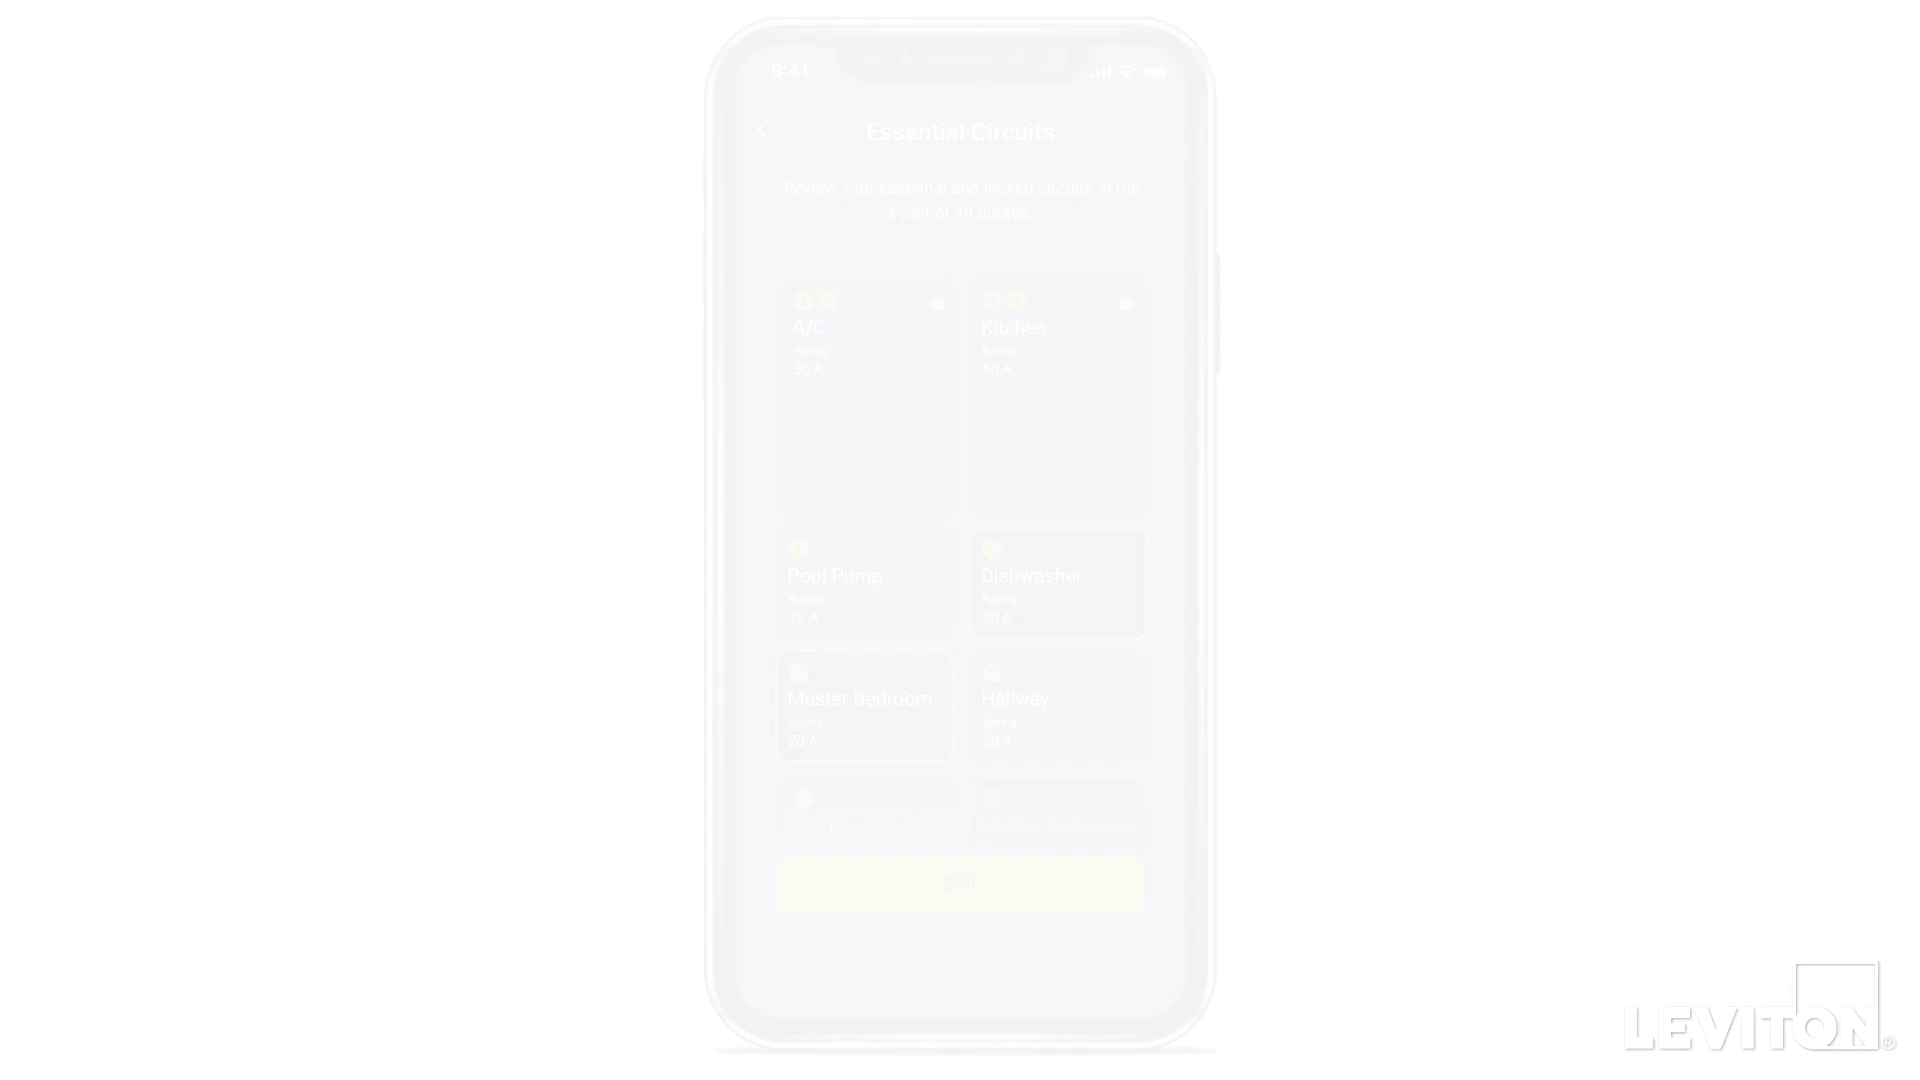 9:41
Essential Circuits
Review your essential and locked circuits in the
event of an outage
A/C
Rating
50 A
Kitchen
Rating
50 A
Pool Pump
Rating
20 A
Dishwasher
Rating
20 A
Master Bedroom
Rating
20 A
Hallway
Rating
20 A
Edit
LEVITON®